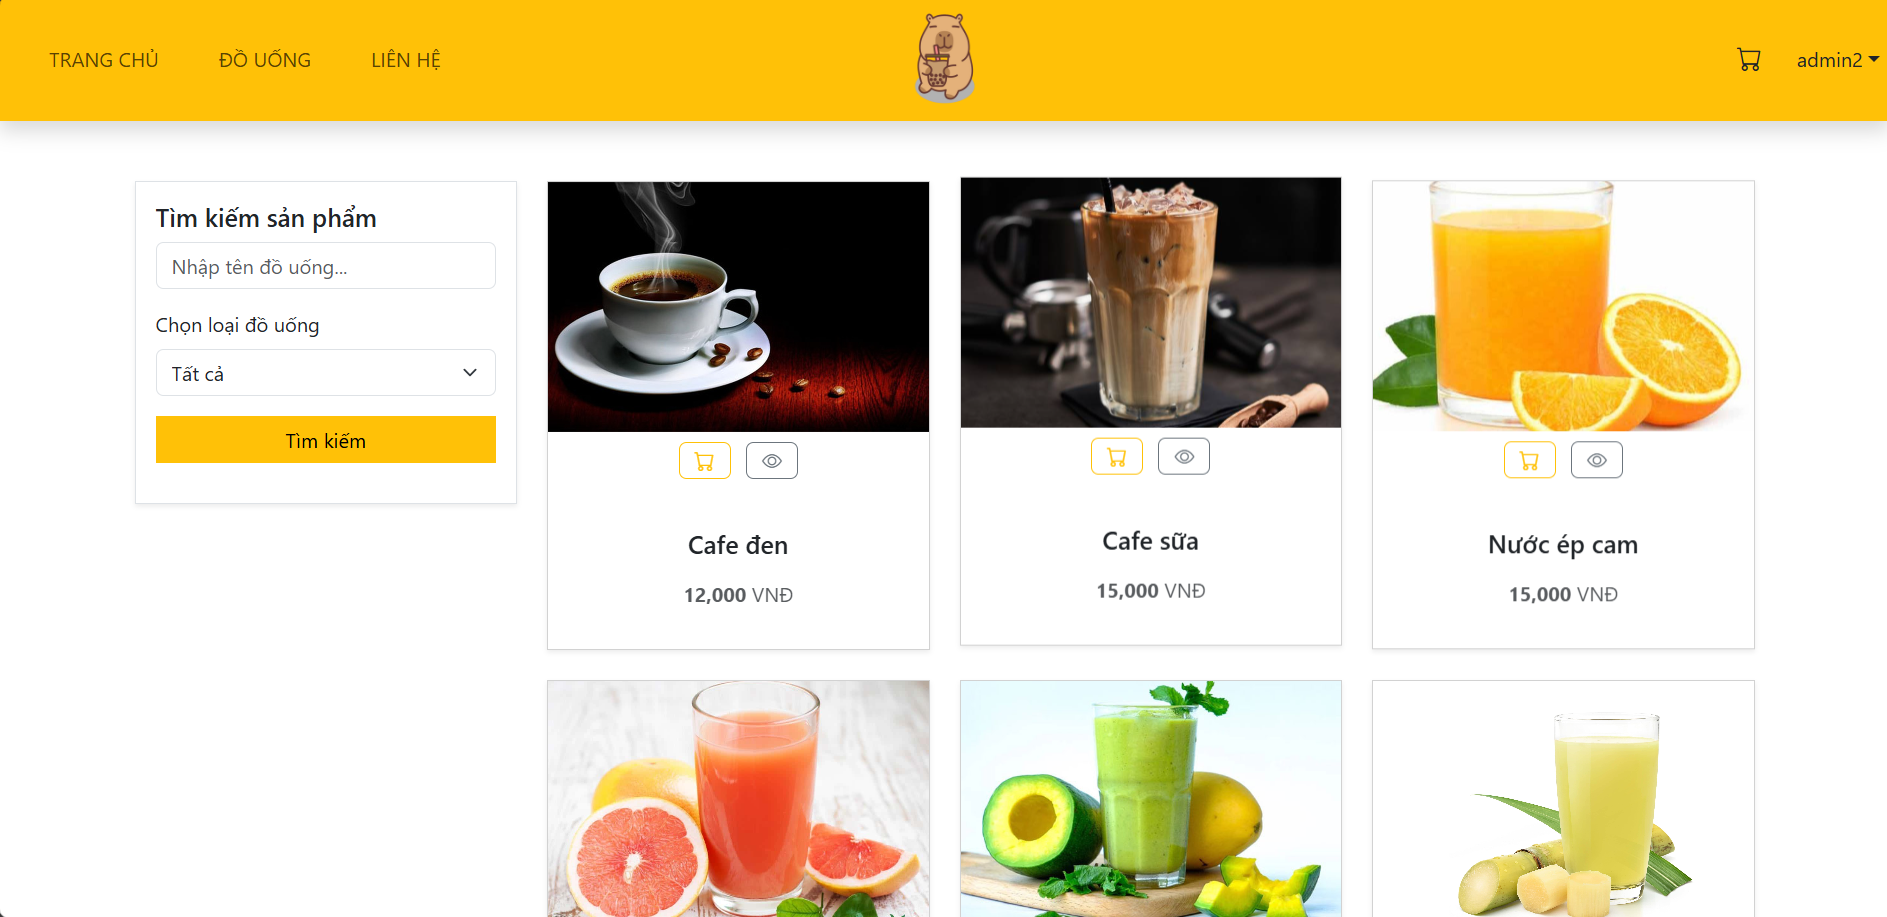 TRANG CHỦ
ĐỒ UỐNG
LIÊN HỆ
admin2
Tìm kiếm sản phẩm
Nhập tên đồ uống...
Chọn loại đồ uống
Tất cả
Tìm kiếm
Cafe đen
12,000 VNĐ
Cafe sữa
15,000 VNĐ
Nước ép cam
15,000 VNĐ